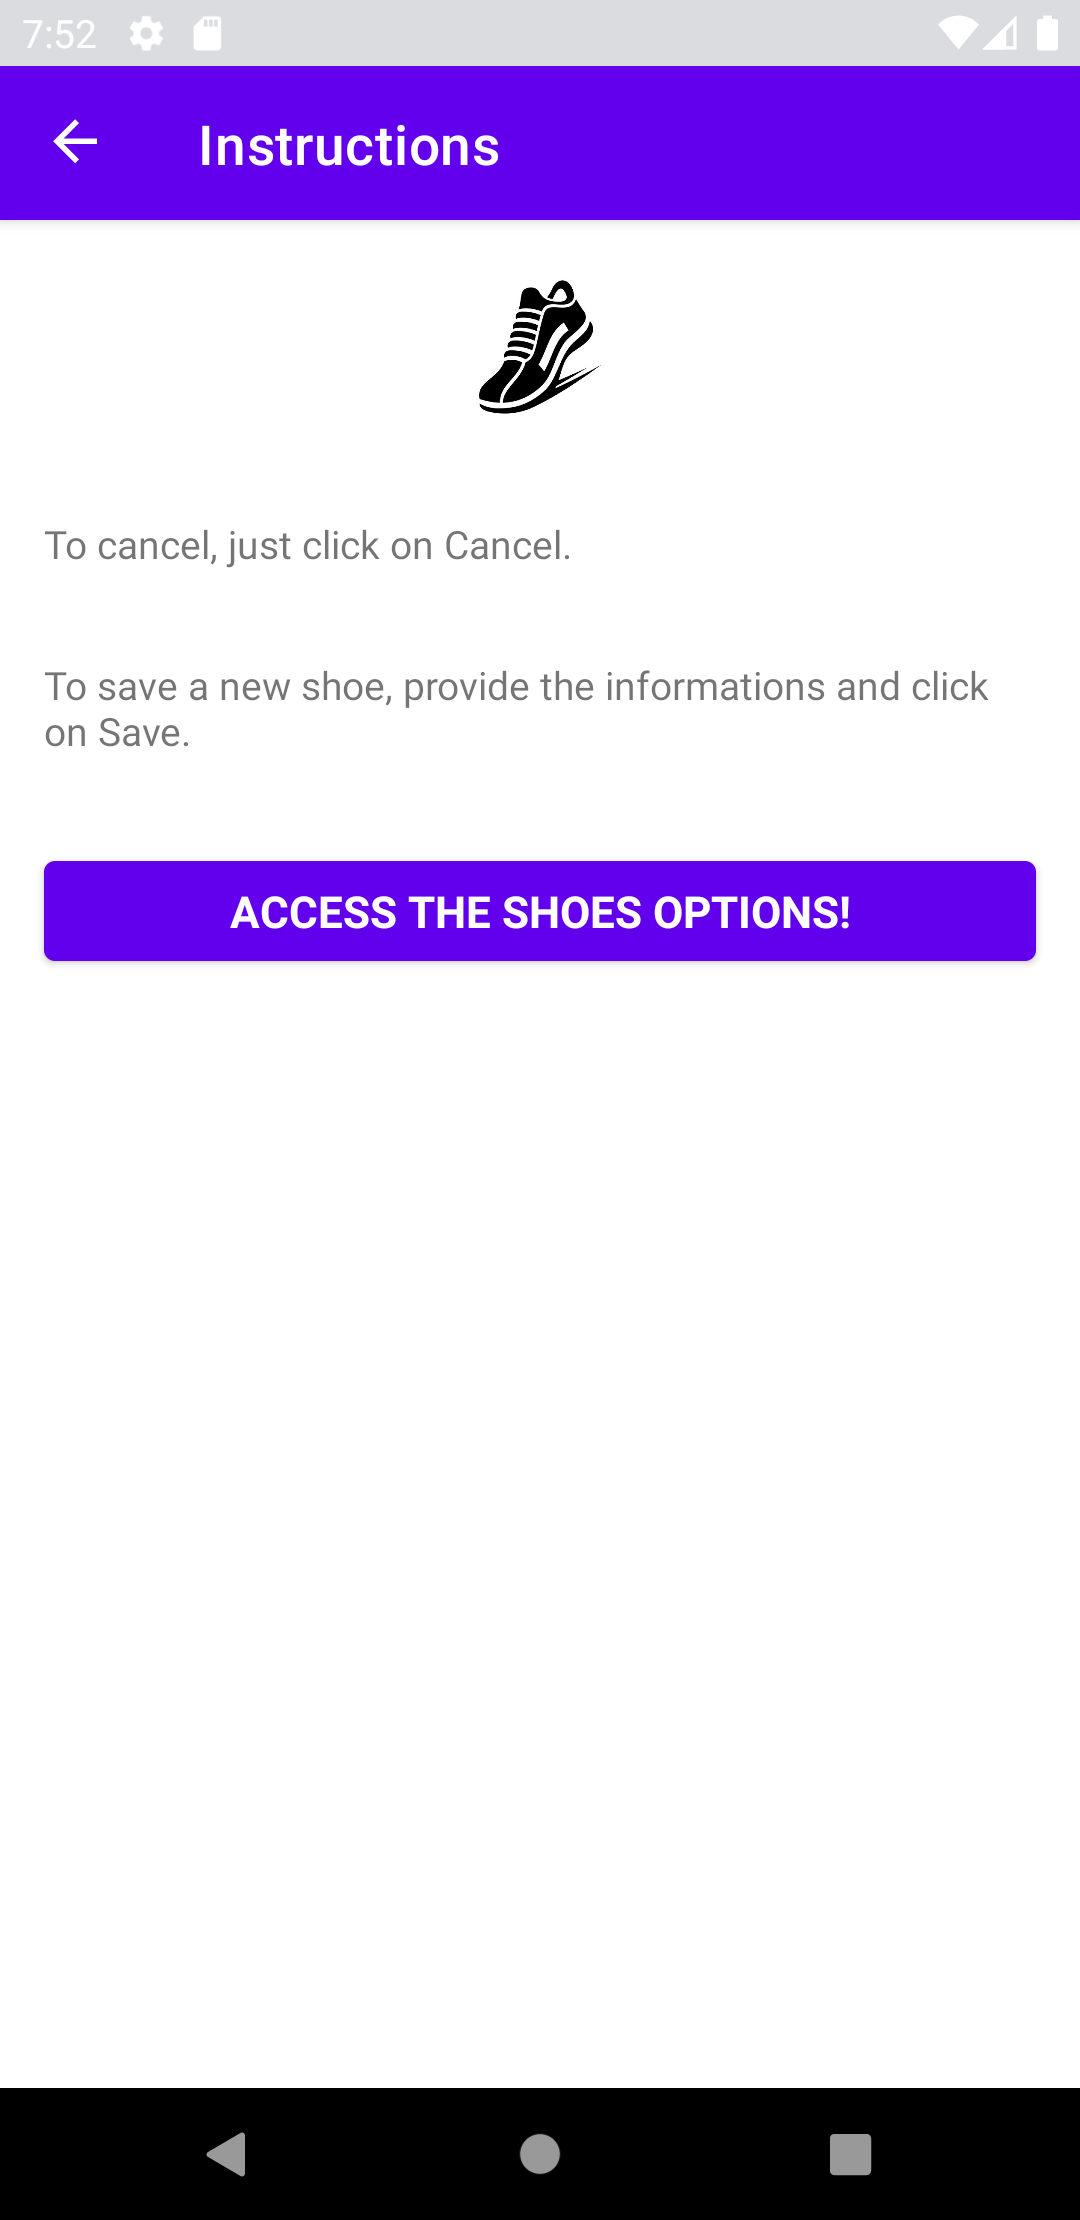 7:52
Instructions
To cancel, just click on Cancel.
To save a new shoe, provide the informations and click
on Save.
ACCESS THE SHOES OPTIONS!